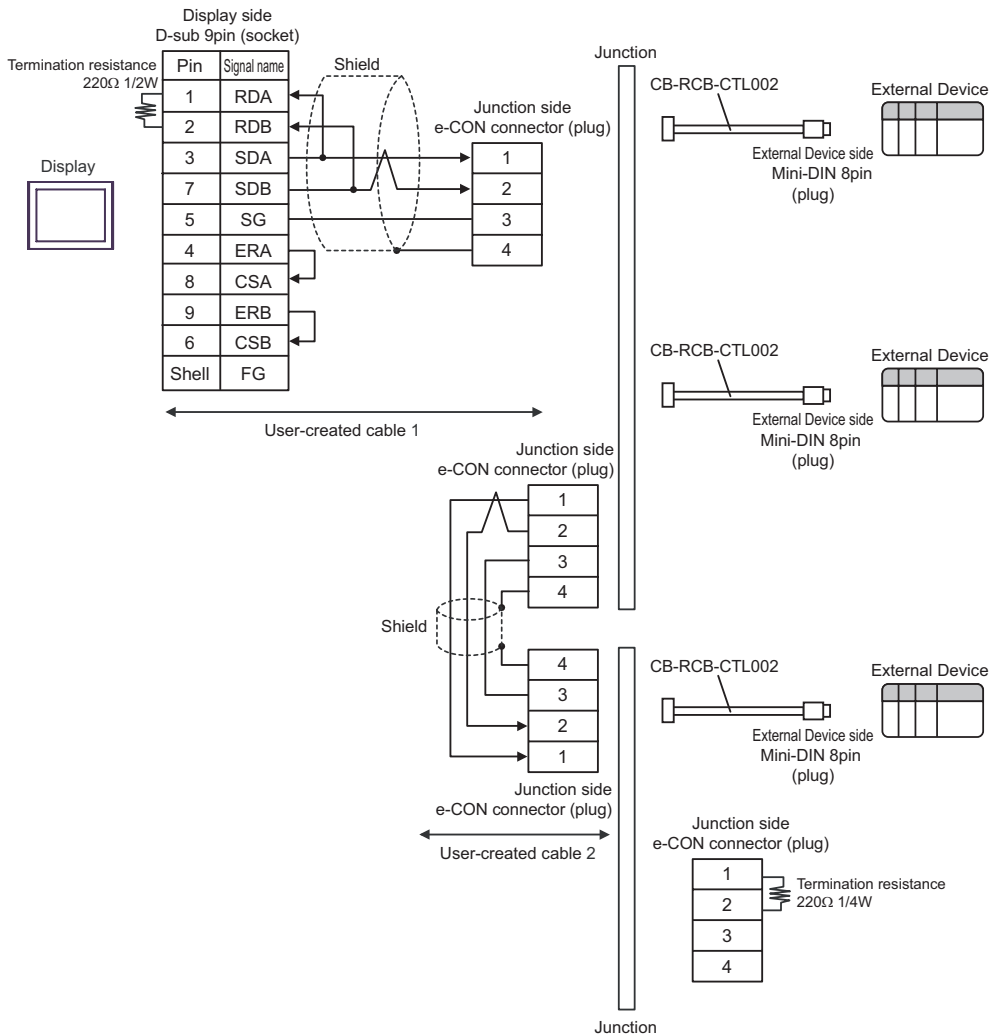 Display side
D-sub 9pin (socket)
Termination resistance
220Ω 1/2W
Pin Signal name
1 RDA
2 RDB
3 SDA
7 SDB
5 SG
4 ERA
8 CSA
9 ERB
6 CSB
Shell FG
Shield
Display
Junction side
e-CON connector (plug)
1
2
3
4
User-created cable 1
Junction
CB-RCB-CTL002
External Device
External Device side
Mini-DIN 8pin
(plug)
CB-RCB-CTL002
External Device
External Device side
Mini-DIN 8pin
(plug)
Junction side
e-CON connector (plug)
1
2
3
4
Shield
4
3
2
1
Junction side
e-CON connector (plug)
User-created cable 2
CB-RCB-CTL002
External Device
External Device side
Mini-DIN 8pin
(plug)
Junction side
e-CON connector (plug)
1
2
3
4
Termination resistance
220Ω 1/4W
Junction